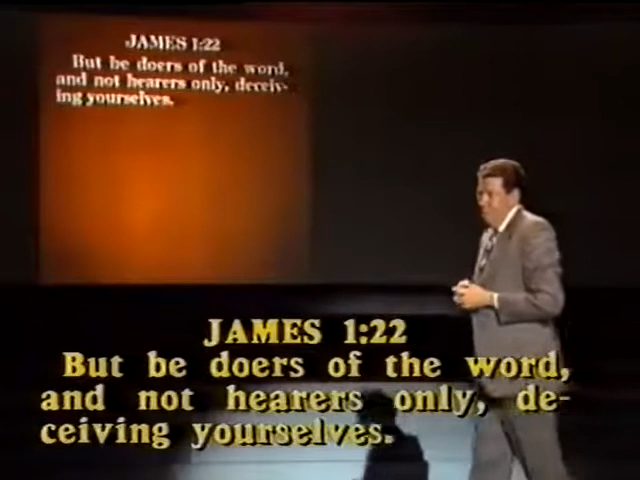 JAMES 1:22
But be doers of the word,
and not hearers only, deceiv-
ing yourselves.
JAMES 1:22
But be doers of the word,
and not hearers only, de-
ceiving yourselves.